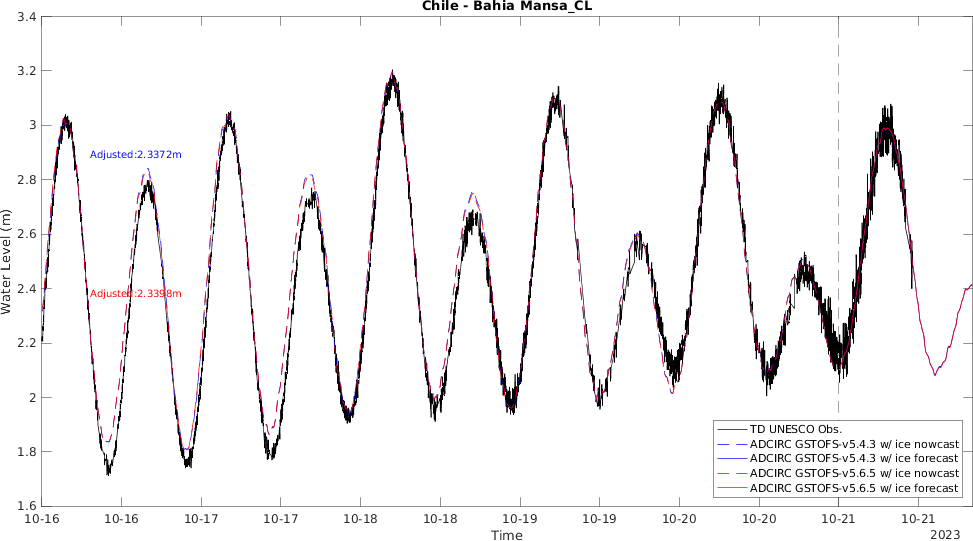 Chile - Bahia Mansa_CL
3.4
3.2
3
2.8
2.6
2.4
2.2
2
1.8
1.6
Water Level (m)
Adjusted:2.3372m
Adjusted:2.3398m
TD UNESCO Obs.
ADCIRC GSTOFS-v5.4.3 w/ ice nowcast
ADCIRC GSTOFS-v5.4.3 w/ ice forecast
ADCIRC GSTOFS-v5.6.5 w/ ice nowcast
ADCIRC GSTOFS-v5.6.5 w/ ice forecast
10-16 10-16 10-17 10-17 10-18 10-18 10-19 10-19 10-20 10-20 10-21 10-21
Time
2023